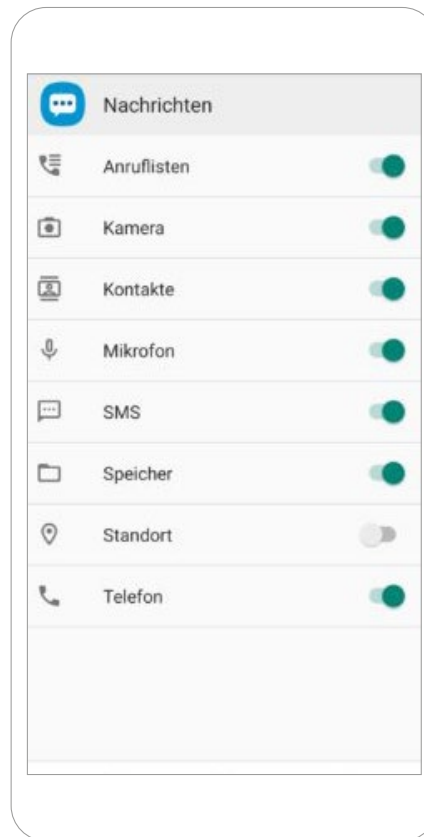 Nachrichten
Anruflisten
Kamera
Kontakte
Mikrofon
SMS
Speicher
Standort
Telefon